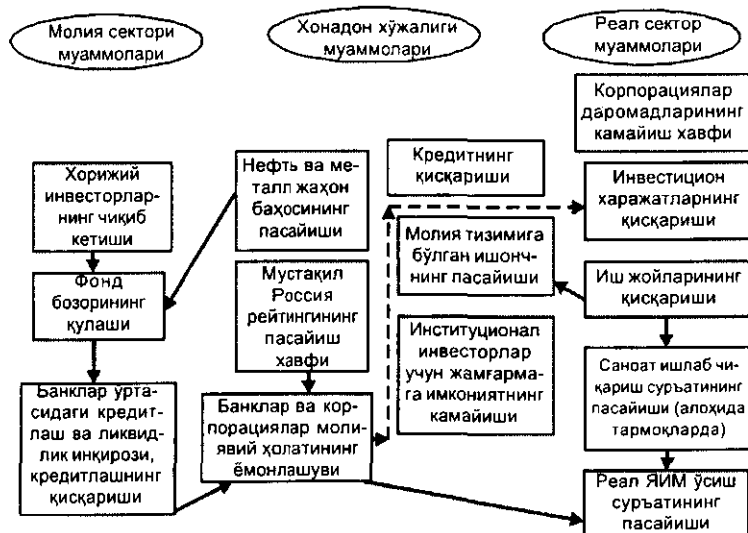 Молия сектори
муаммолари
Хонадон хўжалиги
муаммолари
Реал сектор
муаммолари
Корпорациялар
даромадларининг
камайиш хавфи
Хорижий
инвесторлар-
нинг чиқиб
кетиши
Нефть ва ме-
талл жаҳон
баҳосининг
пасайиши
Кредитнинг
қисқариши
Инвестицион
харажатларнинг
қисқариши
Молия тизимига
бўлган ишонч-
нинг пасайиши
Фонд
бозорининг
қулаши
Мустақил
Россия
рейтингининг
пасайиш
хавфи
Иш жойларининг
қисқариши
Институционал
инвесторлар
учун жамғарма-
га имкониятнинг
камайиши
Саноат ишлаб чи-
қариш суръатининг
пасайиши (алоҳида
тармоқларда)
Банклар ўрта-
сидаги кредит-
лаш ва ликвид-
лик инқирози,
кредитлашнинг
қисқариши
Банклар ва кор-
порациялар моли-
явий ҳолатининг
ёмонлашуви
Реал ЯИМ ўсиш
суръатининг
пасайиши